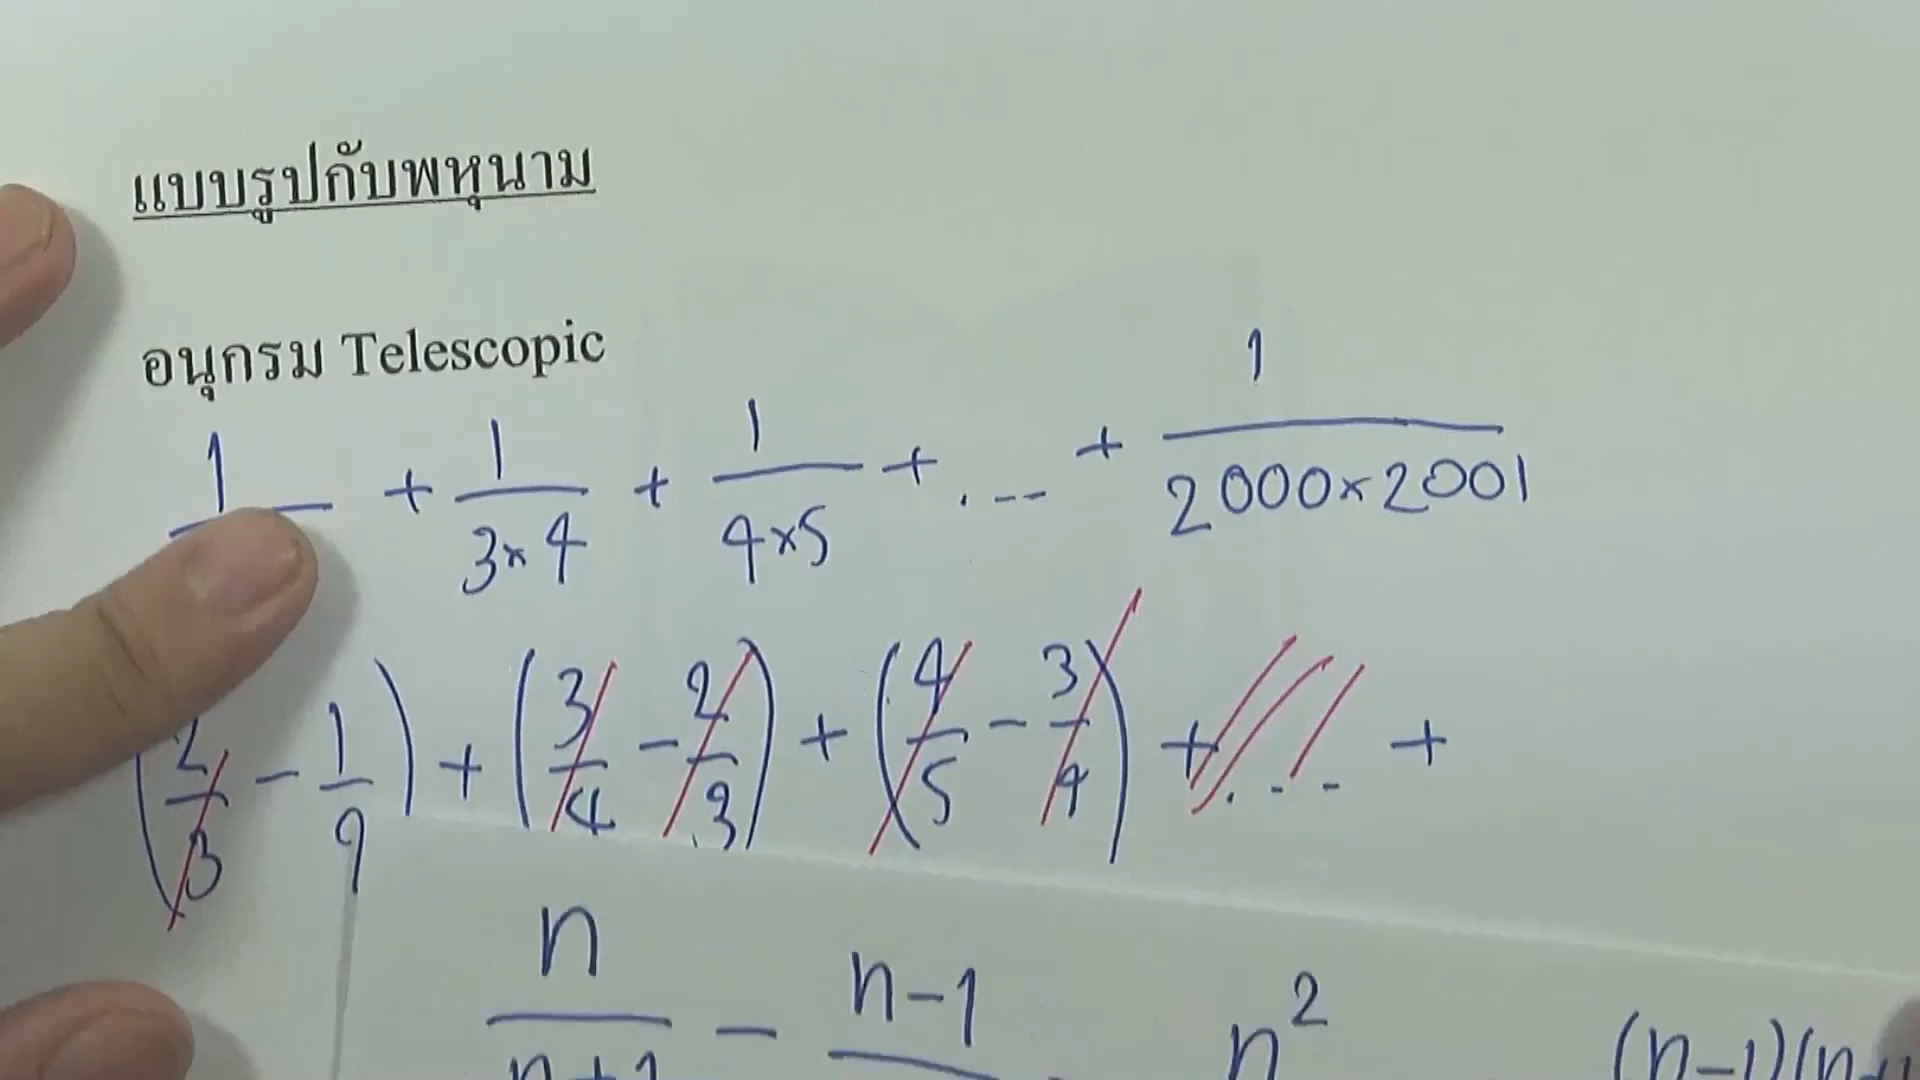 แบบรูปกับพหุนาม
อนุกรม Telescopic
1/ + 1/3×4 + 1/4×5 + ... + 1/2000×2001
(2/3 - 1/9) + (3/4 - 2/3) + (4/5 - 3/4) + ... +
n/n+1 - n-1 n² (n-1)(n+1